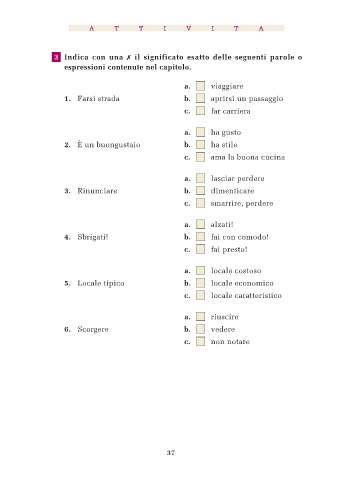 A T T I V I T A
3 Indica con una ✗ il significato esatto delle seguenti parole o
espressioni contenute nel capitolo.
a. viaggiare
1. Farsi strada b. aprirsi un passaggio
c. far carriera
a. ha gusto
2. È un buongustaio b. ha stile
c. ama la buona cucina
a. lasciar perdere
3. Rinunciare b. dimenticare
c. smarrire, perdere
a. alzati!
4. Sbrigati! b. fai con comodo!
c. fai presto!
a. locale costoso
5. Locale tipico b. locale economico
c. locale caratteristico
a. riuscire
6. Scorgere b. vedere
c. non notare
37